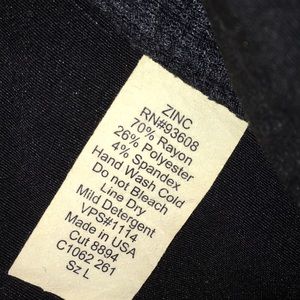 ZINC
RN#93608
70% Rayon
26% Polyester
4% Spandex
Hand Wash Cold
Do not Bleach
Line Dry
Mild Detergent
VPS#1114
Made in USA
Cut 8894
C1062 261
Sz L